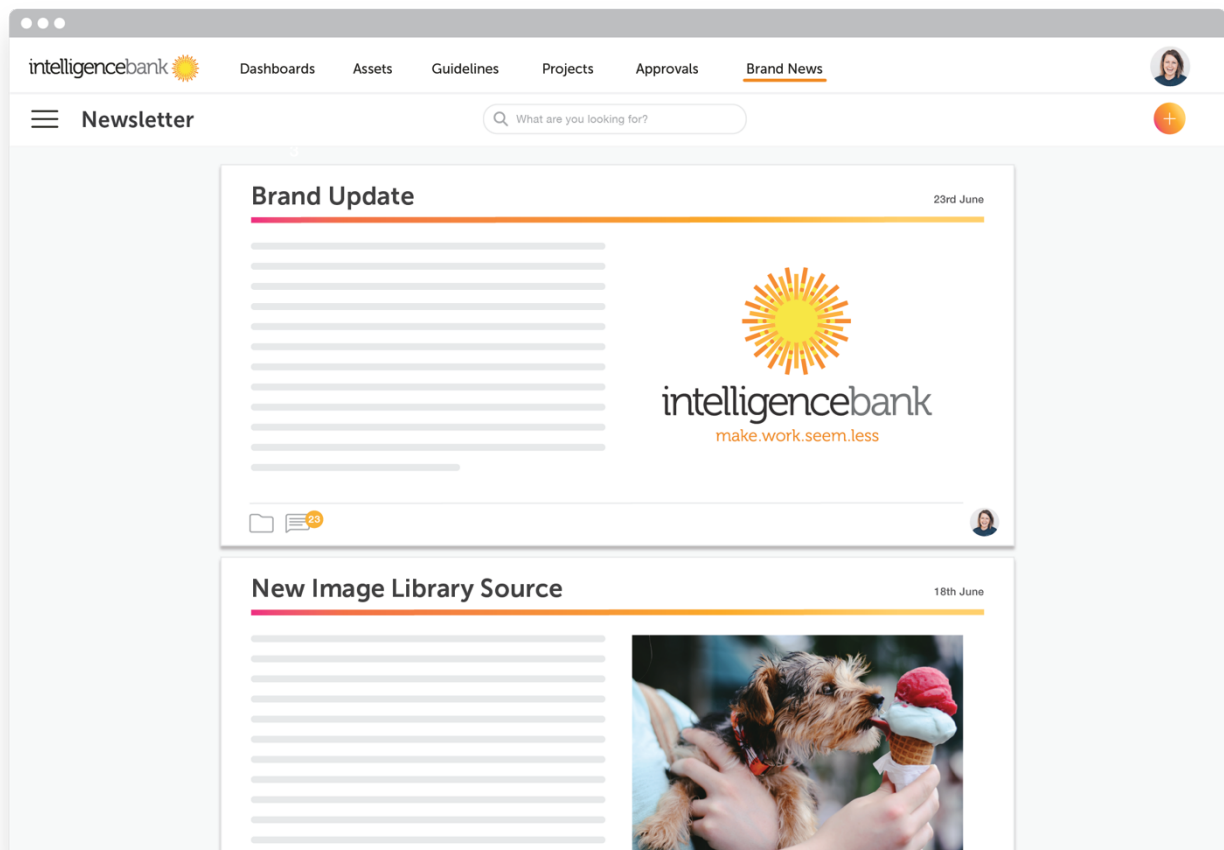 intelligencebank
Dashboards Assets Guidelines Projects Approvals Brand News
Newsletter
What are you looking for?
Brand Update
23rd June
intelligencebank
make.work.seem.less
23
New Image Library Source
18th June